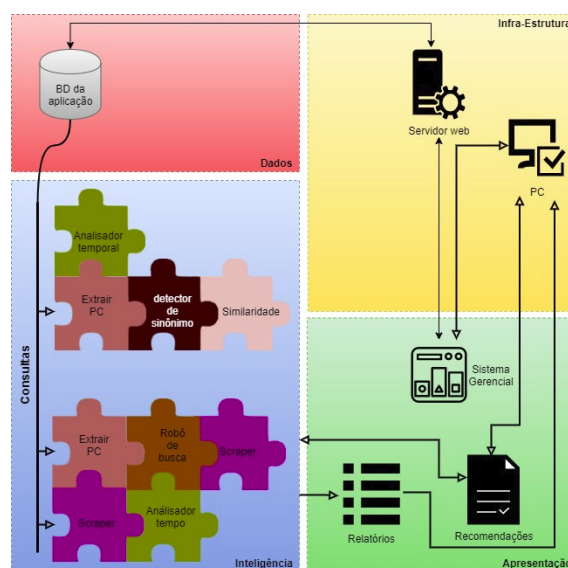 BD da
aplicação
Dados
Infra-Estrutura
Servidor web
PC
Consultas
Analisador
temporal
Extrair
PC
detector
de
sinônimo
Similaridade
Extrair
PC
Robô
de
busca
Scraper
Scraper
Análisador
tempo
Inteligência
Sistema
Gerencial
Relatórios
Recomendações
Apresentação